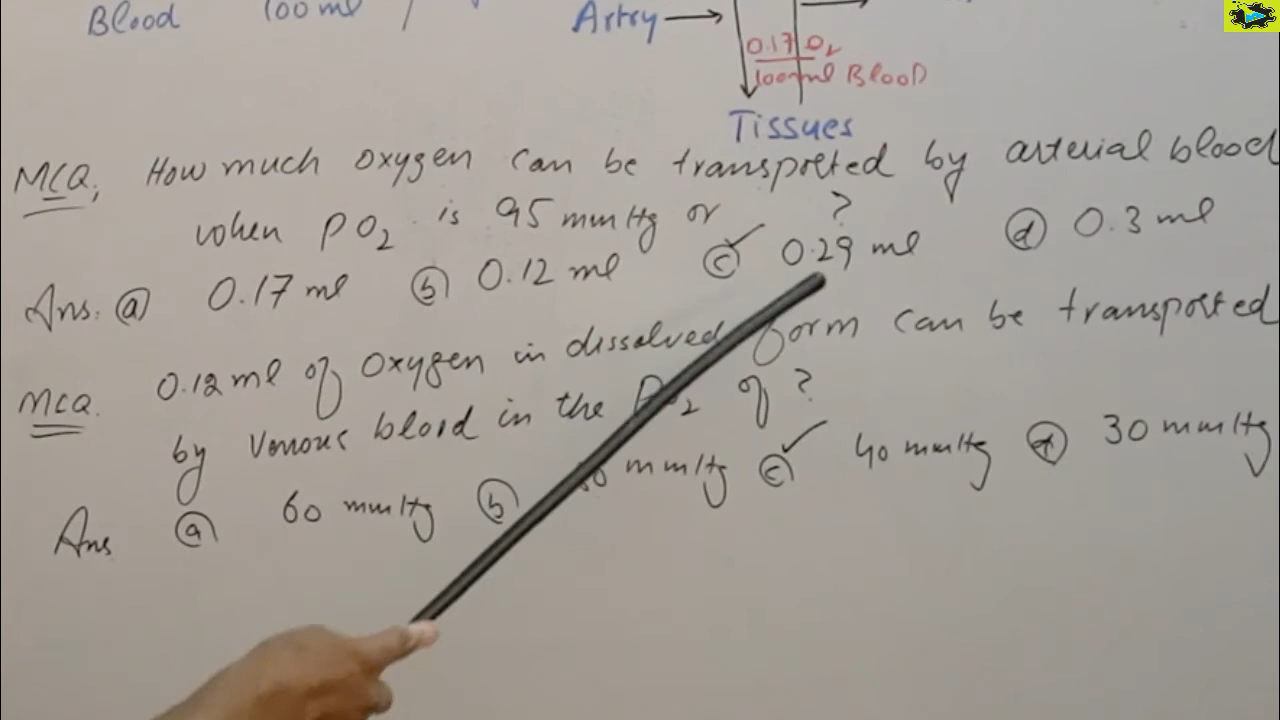 Blood 100 ml
Artry
0.17 O2
100 ml Blood
Tissues
MCQ, How much oxygen can be transported by arterial blood
when PO2 is 95 mmHg or ?
Ans. (a) 0.17 ml (b) 0.12 ml (c) 0.29 ml (d) 0.3 ml
MCQ. 0.12 ml of oxygen in dissolved form can be transported
by Venous blood in the PO2 of ?
Ans (a) 60 mmHg (b) mmHg (c) 40 mmHg (d) 30 mmHg